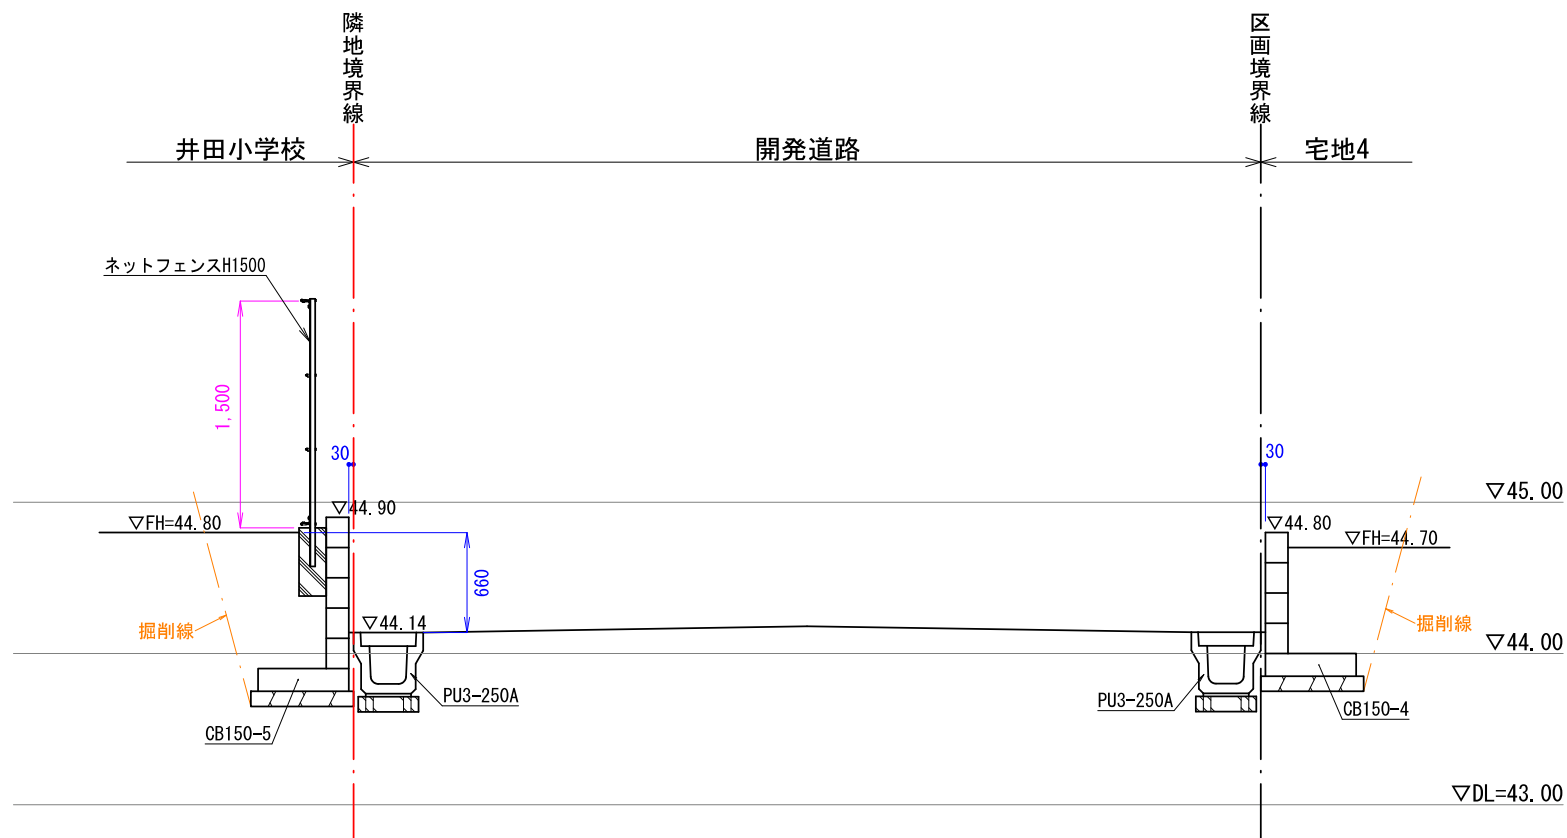 隣地境界線
区画境界線
井田小学校
開発道路
宅地4
ネットフェンスH1500
1,500
30
30
▽45.00
▽44.90
▽FH=44.80
▽44.80
▽FH=44.70
660
▽44.14
掘削線
掘削線
▽44.00
PU3-250A
PU3-250A
CB150-5
CB150-4
▽DL=43.00